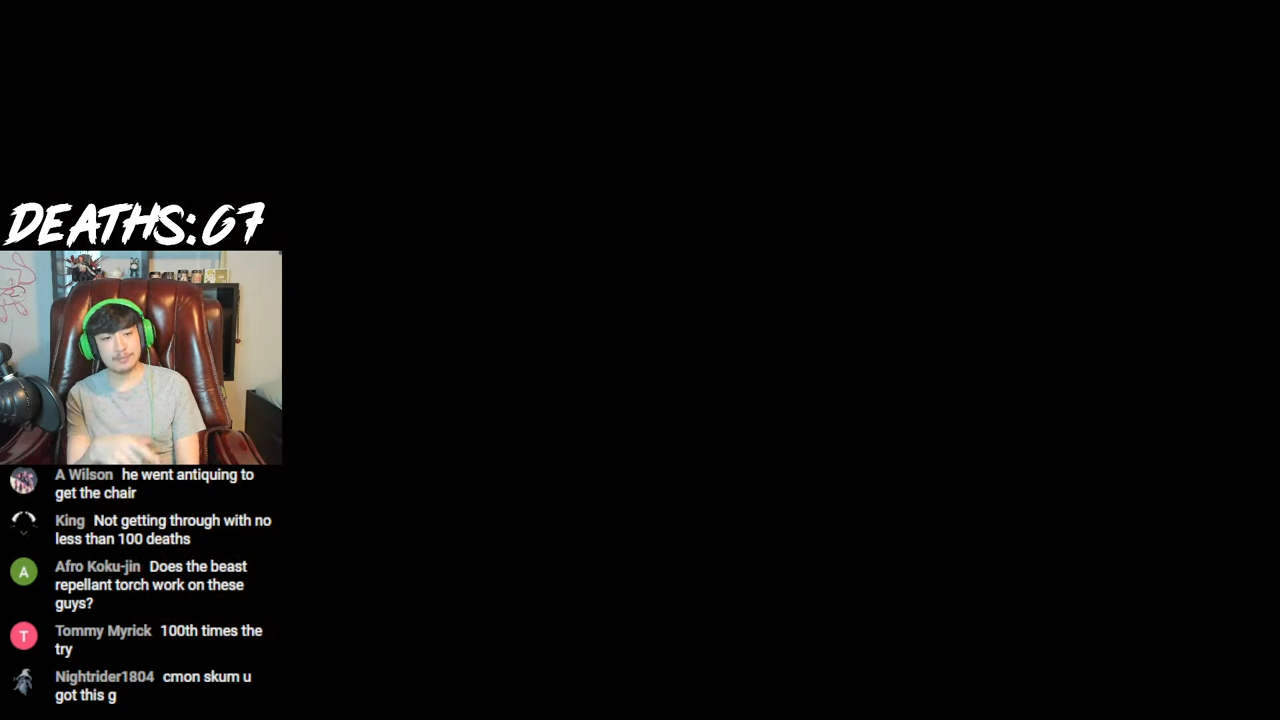 DEATHS:67
A Wilson he went antiquing to
get the chair
King Not getting through with no
less than 100 deaths
A
Afro Koku-jin Does the beast
repellant torch work on these
guys?
T
Tommy Myrick 100th times the
try
Nightrider1804 cmon skum u
got this g